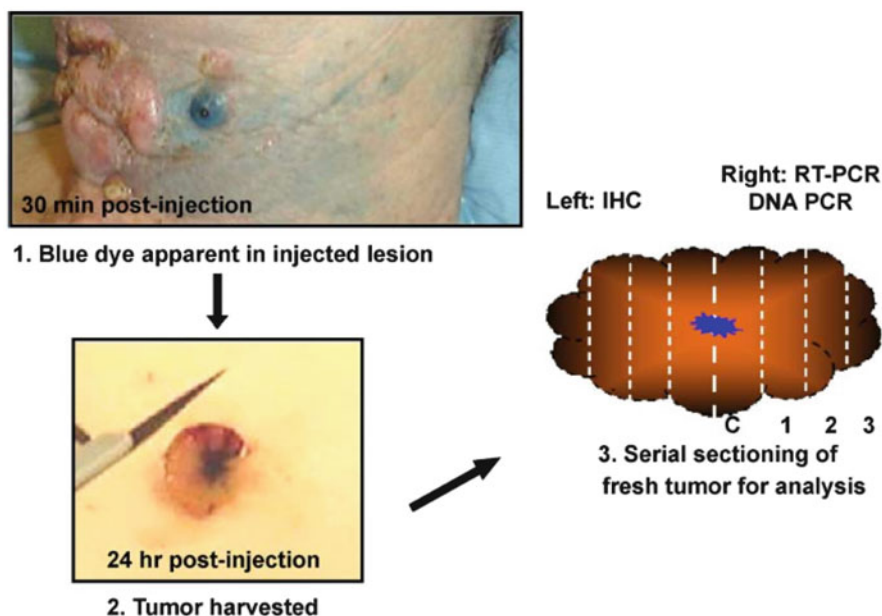 30 min post-injection
1. Blue dye apparent in injected lesion
24 hr post-injection
2. Tumor harvested
Left: IHC
Right: RT-PCR
DNA PCR
C 1 2 3
3. Serial sectioning of
fresh tumor for analysis